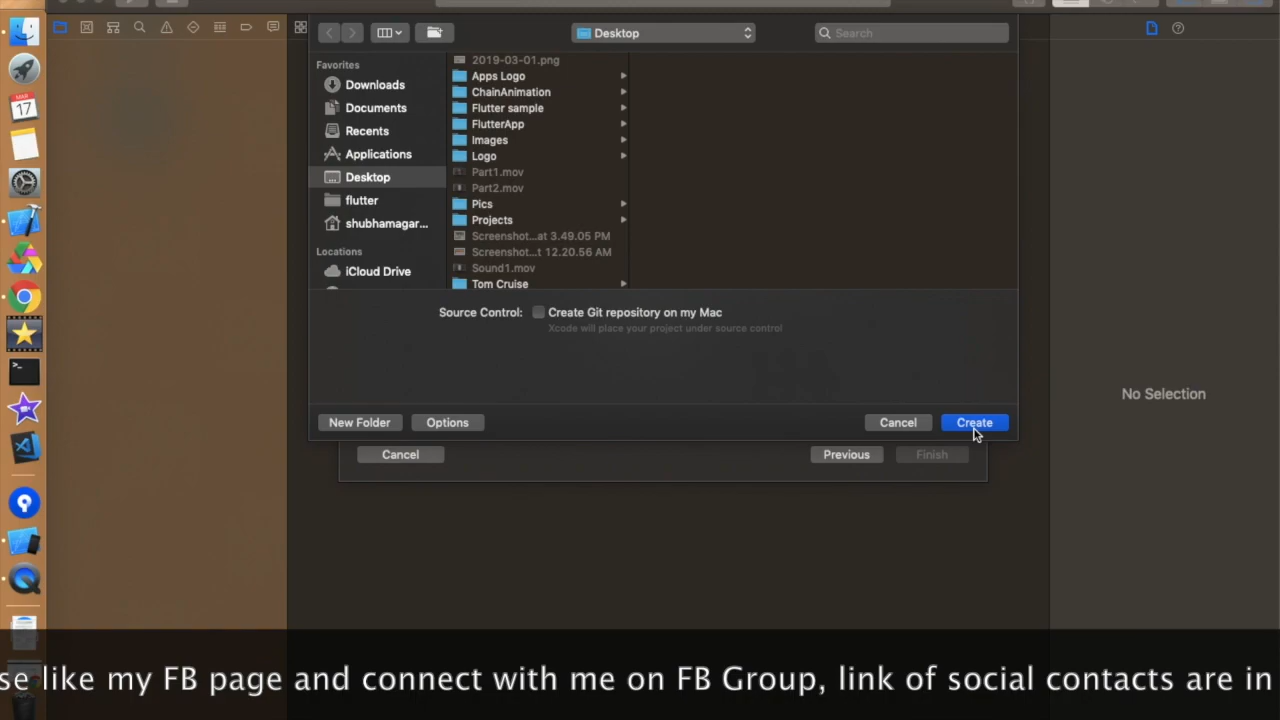 Desktop
Search
Favorites
Downloads
Documents
Recents
Applications
Desktop
flutter
shubhamagar...
Locations
iCloud Drive
2019-03-01.png
Apps Logo
ChainAnimation
Flutter sample
FlutterApp
Images
Logo
Part1.mov
Part2.mov
Pics
Projects
Screenshot...at 3.49.05 PM
Screenshot...t 12.20.56 AM
Sound1.mov
Tom Cruise
Source Control: Create Git repository on my Mac
Xcode will place your project under source control
New Folder Options Cancel Create
Cancel Previous Finish
No Selection
MAR
17
se like my FB page and connect with me on FB Group, link of social contacts are in